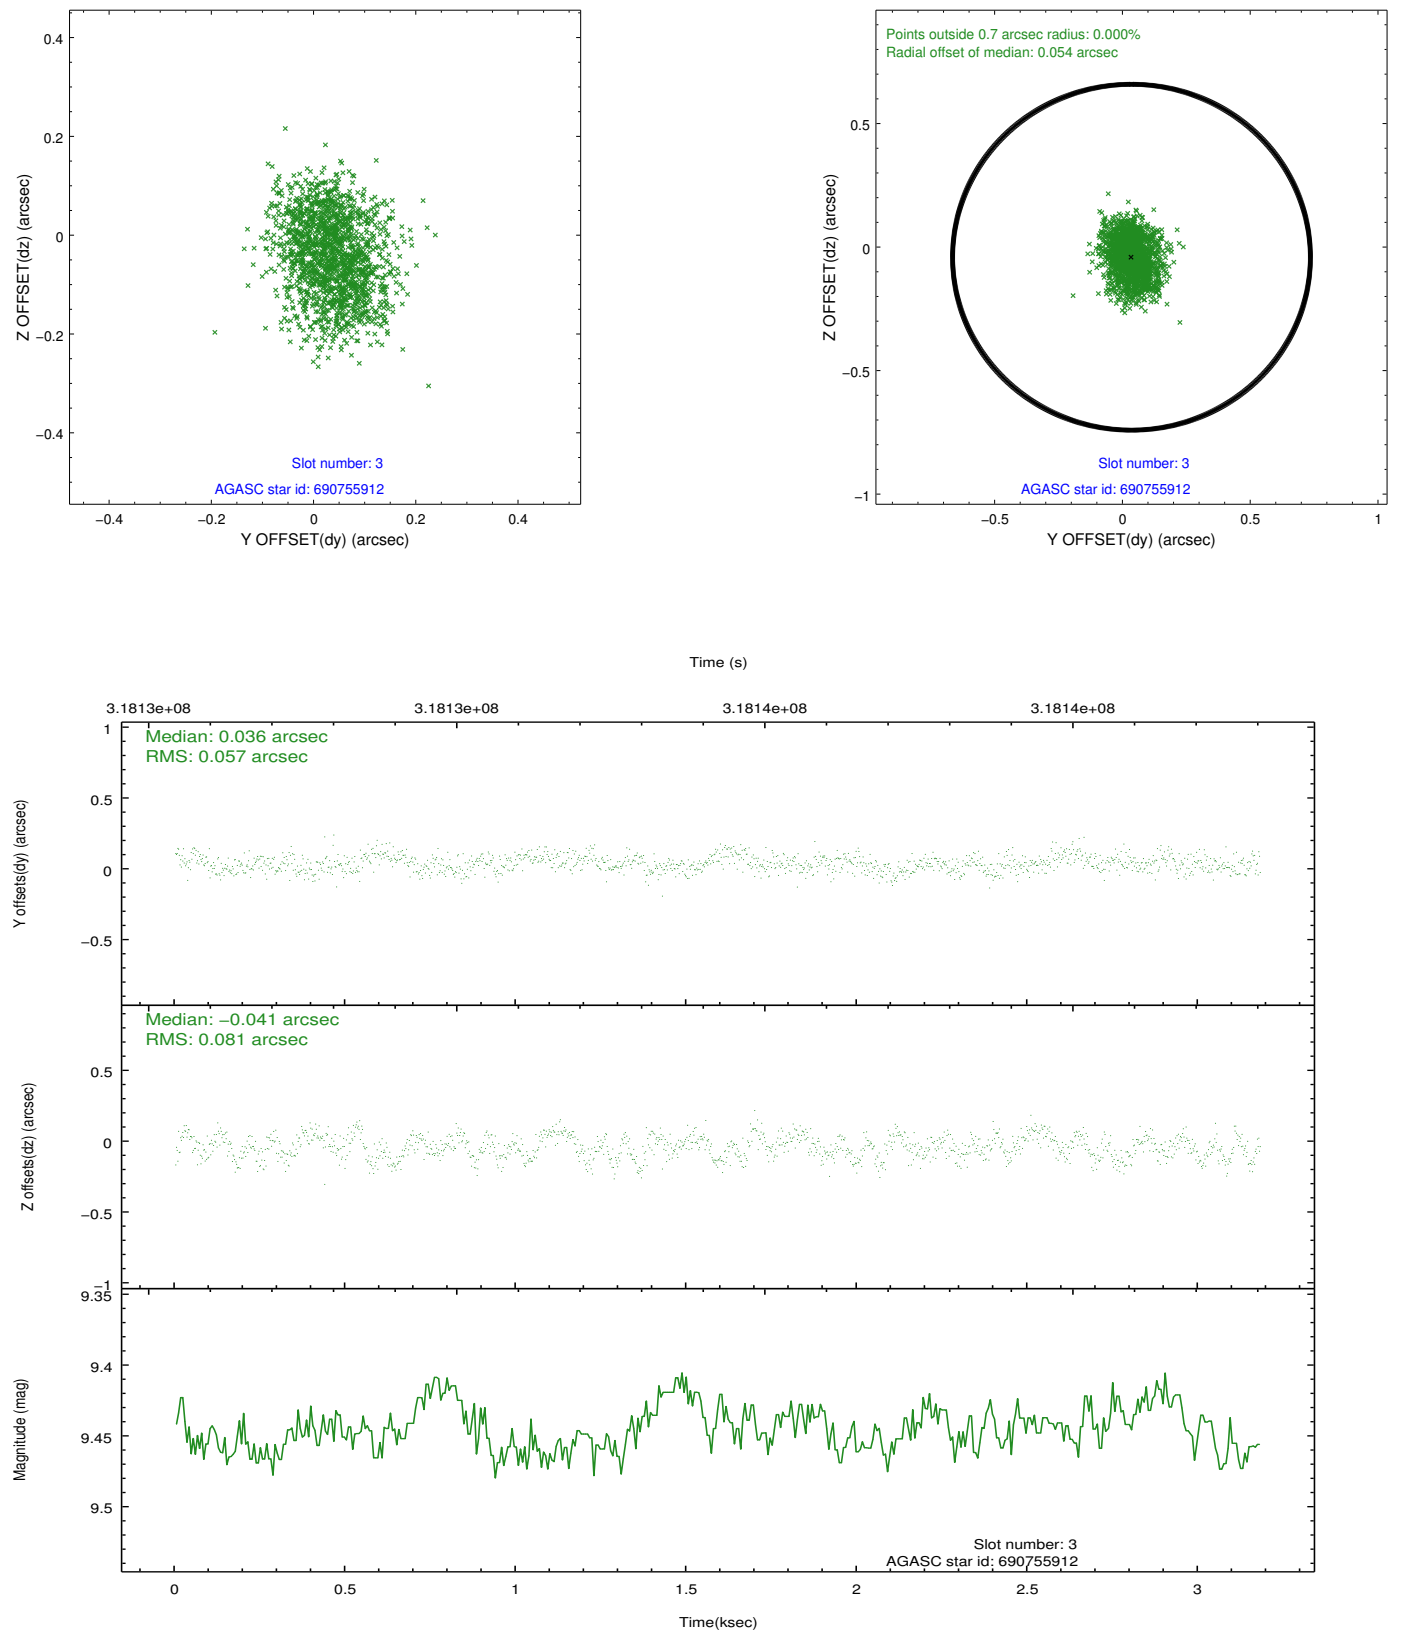 0.4
0.2
0
−0.2
−0.4
Z OFFSET(dz) (arcsec)
Slot number: 3
AGASC star id: 690755912
−0.4
−0.2
0
0.2
0.4
Y OFFSET(dy) (arcsec)
Points outside 0.7 arcsec radius: 0.000%
Radial offset of median: 0.054 arcsec
0.5
0
−0.5
−1
Z OFFSET(dz) (arcsec)
Slot number: 3
AGASC star id: 690755912
−0.5
0
0.5
1
Y OFFSET(dy) (arcsec)
Time (s)
3.1813e+08
3.1813e+08
3.1814e+08
3.1814e+08
Median: 0.036 arcsec
RMS: 0.057 arcsec
1
0.5
0
−0.5
Y offsets(dy) (arcsec)
Median: −0.041 arcsec
RMS: 0.081 arcsec
0.5
0
−0.5
−1
Z offsets(dz) (arcsec)
9.35
9.4
9.45
9.5
Magnitude (mag)
Slot number: 3
AGASC star id: 690755912
0
0.5
1
1.5
2
2.5
3
Time(ksec)